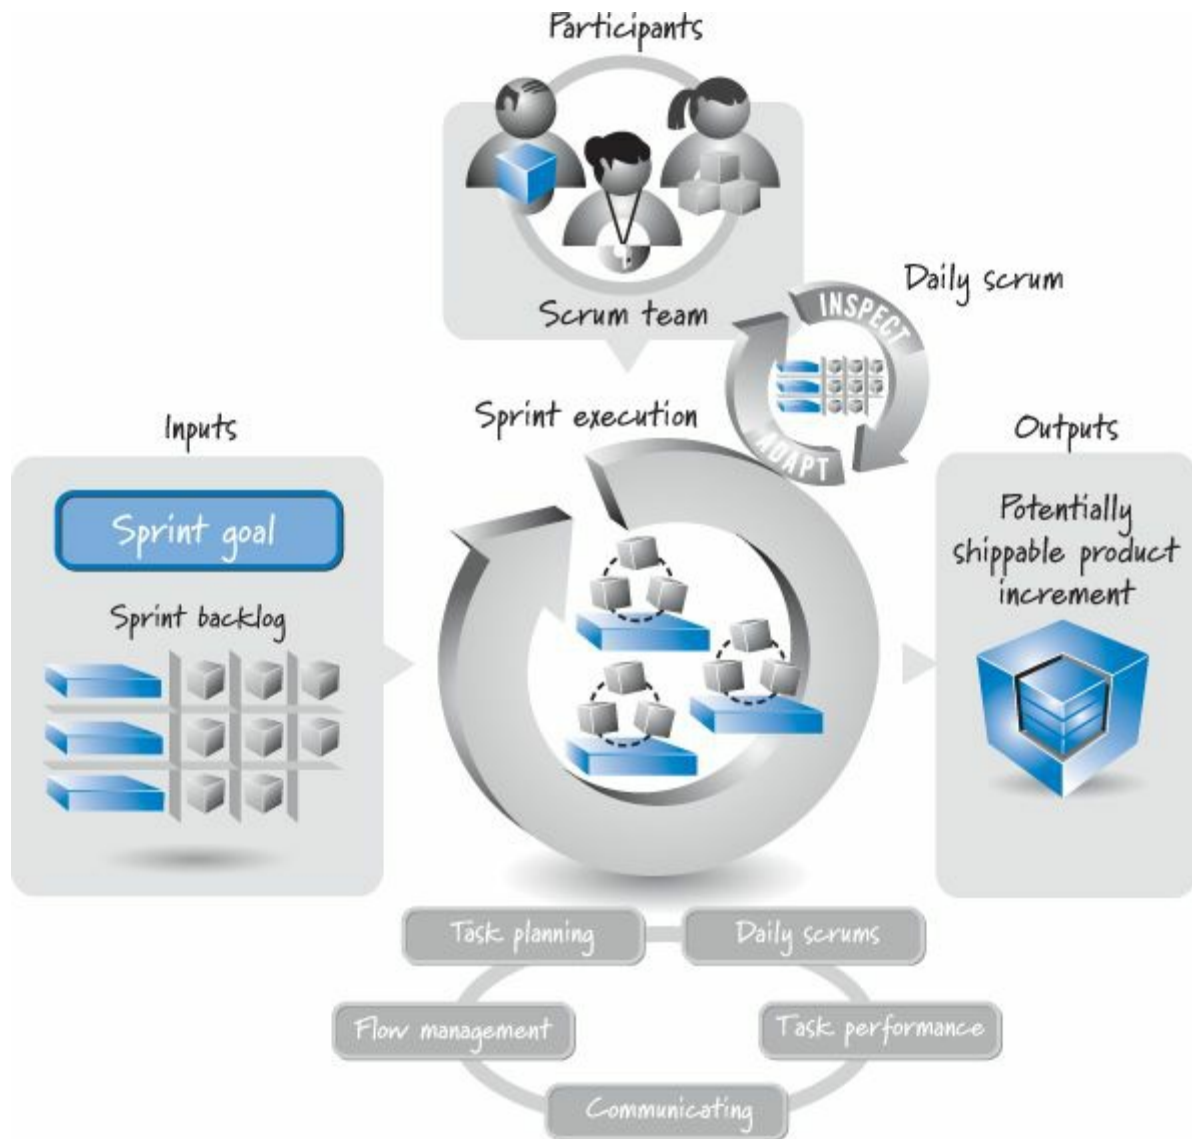 Participants
Scrum team
Daily scrum
INSPECT
ADAPT
Sprint execution
Inputs
Sprint goal
Sprint backlog
Outputs
Potentially
shippable product
increment
Task planning
Daily scrums
Flow management
Task performance
Communicating